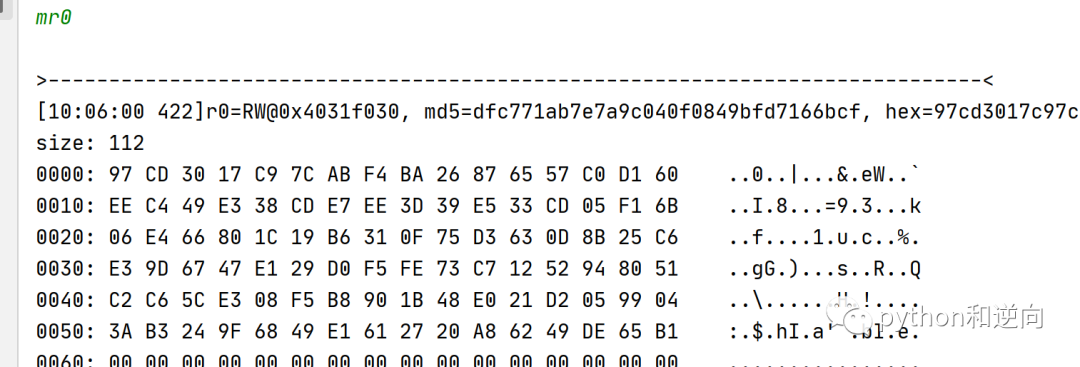 mr0
>-----------------------------------------------------------------------------<
[10:06:00 422]r0=RW@0x4031f030, md5=dfc771ab7e7a9c040f0849bfd7166bcf, hex=97cd3017c97c
size: 112
0000: 97 CD 30 17 C9 7C AB F4 BA 26 87 65 57 C0 D1 60    ..0..|...&.eW..`
0010: EE C4 49 E3 38 CD E7 EE 3D 39 E5 33 CD 05 F1 6B    ..I.8...=9.3...k
0020: 06 E4 66 80 1C 19 B6 31 0F 75 D3 63 0D 8B 25 C6    ..f....1.u.c..%.
0030: E3 9D 67 47 E1 29 D0 F5 FE 73 C7 12 52 94 80 51    ..gG.)...s..R..Q
0040: C2 C6 5C E3 08 F5 B8 90 1B 48 E0 21 D2 05 99 04    ..\......H.!....
0050: 3A B3 24 9F 68 49 E1 61 27 20 A8 62 49 DE 65 B1    :.$.hI.a' .bI.e.
0060: 00 00 00 00 00 00 00 00 00 00 00 00 00 00 00 00    ................
python和逆向